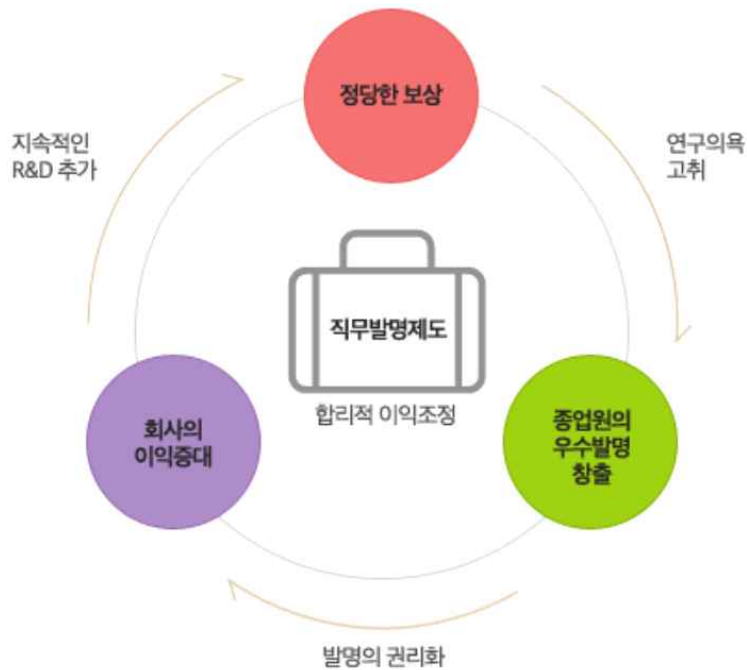 정당한 보상
지속적인
R&D 추가
연구의욕
고취
직무발명제도
합리적 이익조정
회사의
이익증대
종업원의
우수발명
창출
발명의 권리화